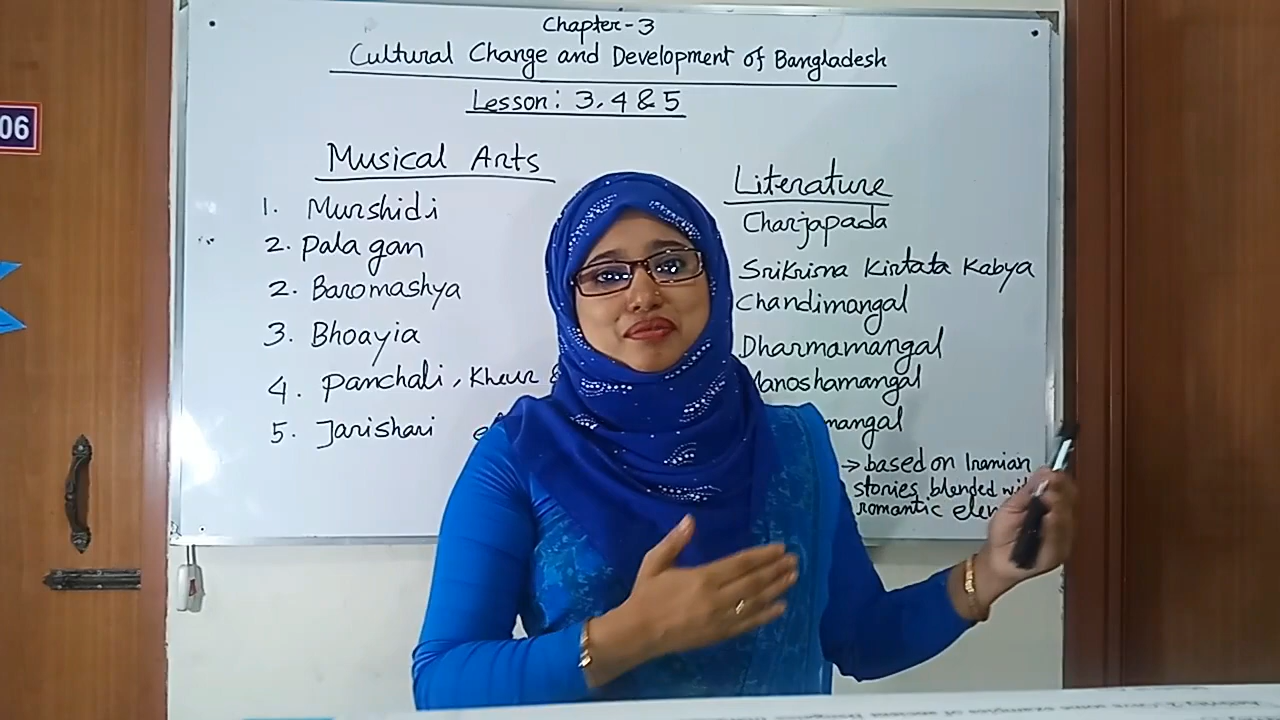 Chapter-3
Cultural Change and Development of Bangladesh
Lesson: 3, 4 & 5
06
Musical Arts
1. Murshidi
2. Pala gan
2. Baromashya
3. Bhoayia
4. Panchali, Kheur
5. Jarishari
Literature
Charjapada
SriKrisna Kirtata Kabya
Chandimangal
Dharmamangal
Manoshamangal
mangal
→ based on Iranian
stories blended
romantic